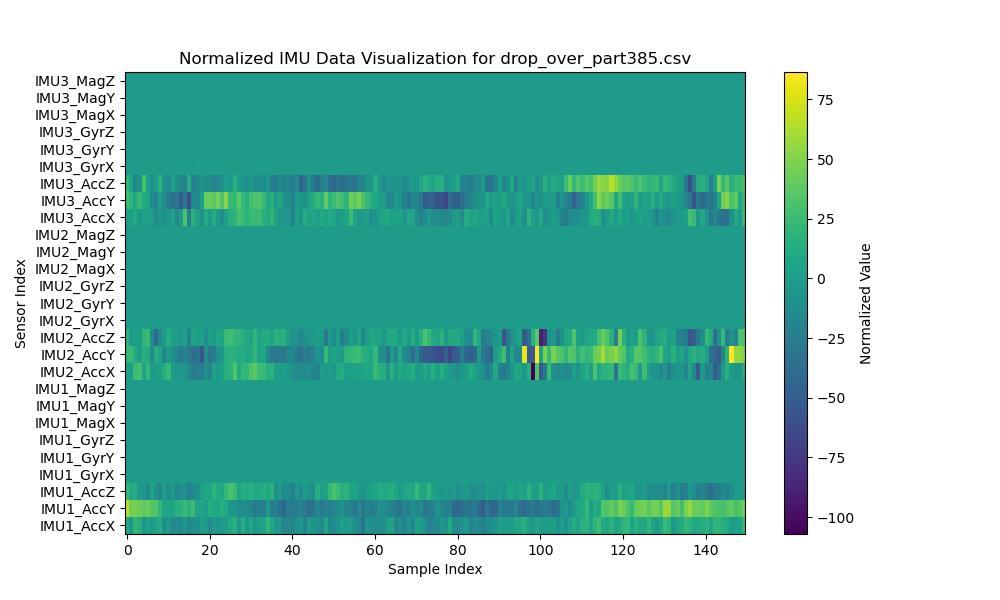 Normalized IMU Data Visualization for drop_over_part385.csv
IMU3_MagZ
IMU3_MagY
IMU3_MagX
IMU3_GyrZ
IMU3_GyrY
IMU3_GyrX
IMU3_AccZ
IMU3_AccY
IMU3_AccX
IMU2_MagZ
IMU2_MagY
IMU2_MagX
IMU2_GyrZ
IMU2_GyrY
IMU2_GyrX
IMU2_AccZ
IMU2_AccY
IMU2_AccX
IMU1_MagZ
IMU1_MagY
IMU1_MagX
IMU1_GyrZ
IMU1_GyrY
IMU1_GyrX
IMU1_AccZ
IMU1_AccY
IMU1_AccX
Sensor Index
0 20 40 60 80 100 120 140
Sample Index
75
50
25
0
−25
−50
−75
−100
Normalized Value